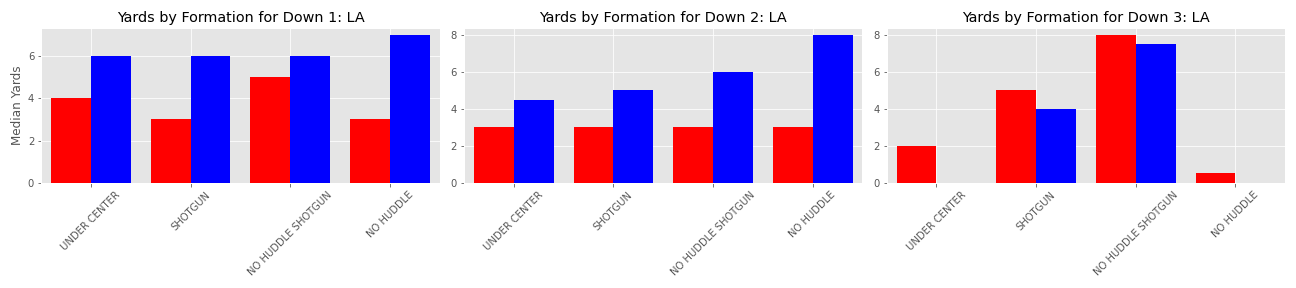 Yards by Formation for Down 1: LA
Median Yards
6
4
2
0
UNDER CENTER
SHOTGUN
NO HUDDLE SHOTGUN
NO HUDDLE
Yards by Formation for Down 2: LA
8
6
4
2
0
UNDER CENTER
SHOTGUN
NO HUDDLE SHOTGUN
NO HUDDLE
Yards by Formation for Down 3: LA
8
6
4
2
0
UNDER CENTER
SHOTGUN
NO HUDDLE SHOTGUN
NO HUDDLE